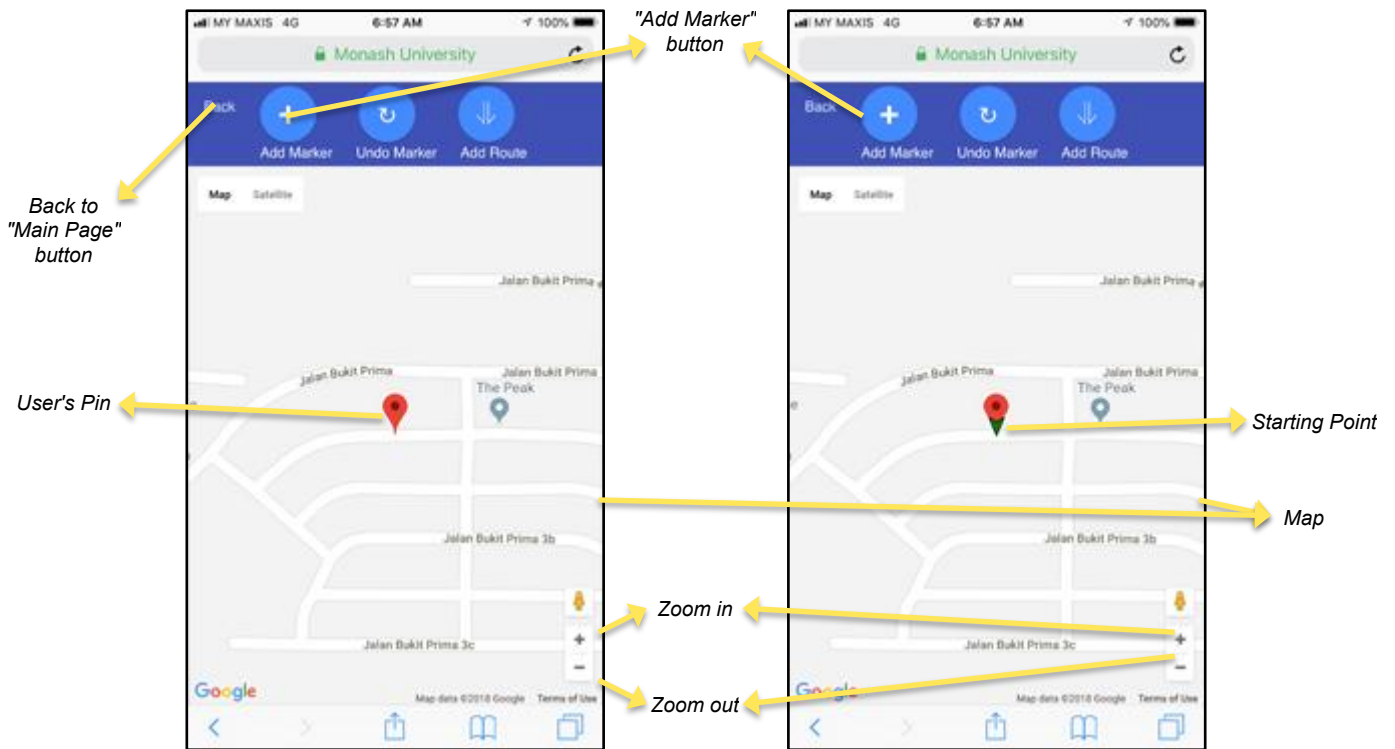 MY MAXIS 4G 6:57 AM 100%
Monash University
Back
Add Marker Undo Marker Add Route
Map Satellite
Jalan Bukit Prima
Jalan Bukit Prima Jalan Bukit Prima
The Peak
Jalan Bukit Prima 3b
Jalan Bukit Prima 3c
Google Map data ©2018 Google Terms of Use
"Add Marker"
button
Back to
"Main Page"
button
User's Pin
Zoom in
Zoom out
MY MAXIS 4G 6:57 AM 100%
Monash University
Back
Add Marker Undo Marker Add Route
Map Satellite
Jalan Bukit Prima
Jalan Bukit Prima Jalan Bukit Prima
The Peak
Jalan Bukit Prima 3b
Jalan Bukit Prima 3c
Google Map data ©2018 Google Terms of Use
Starting Point
Map